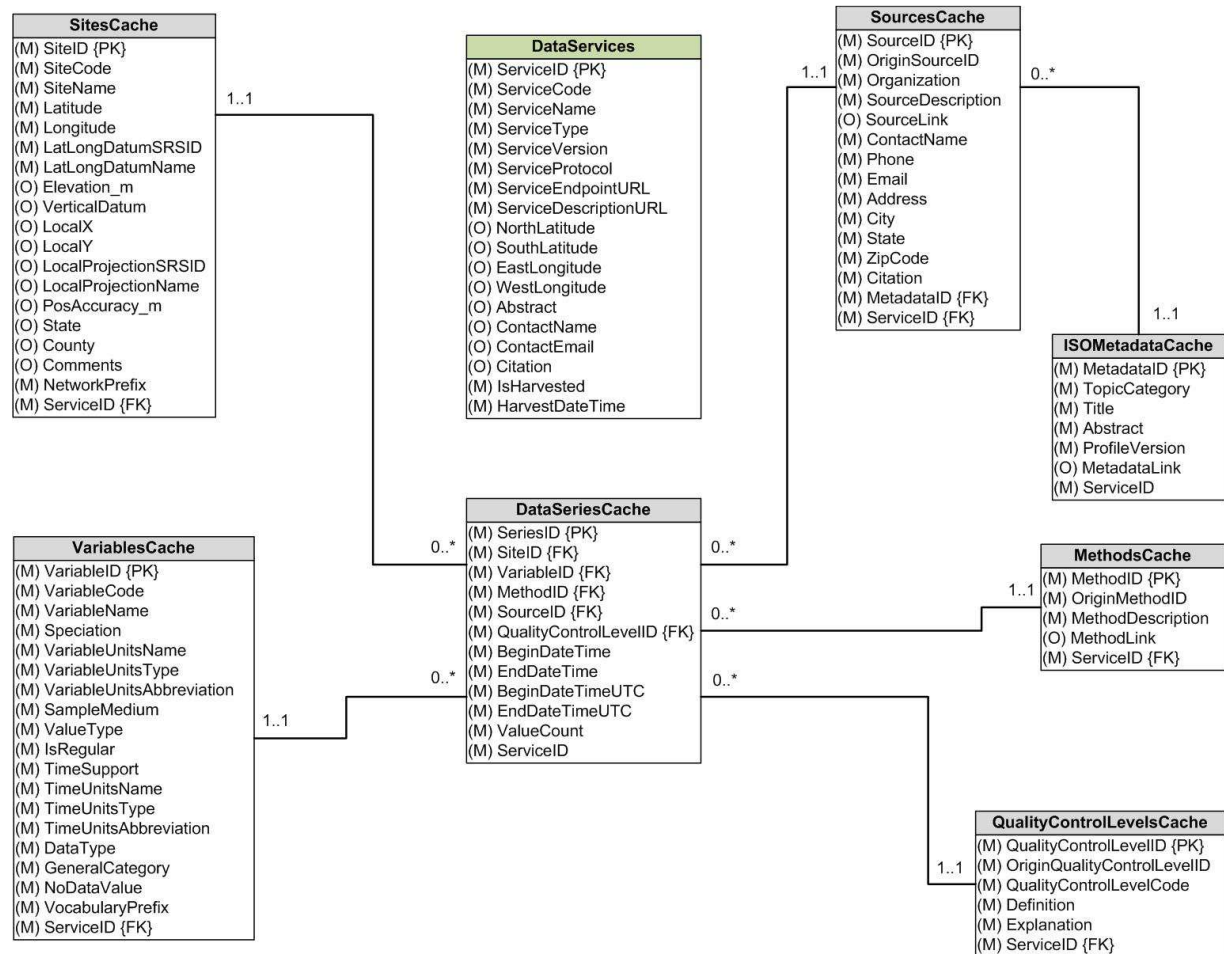 SitesCache
(M) SiteID {PK}
(M) SiteCode
(M) SiteName
(M) Latitude
(M) Longitude
(M) LatLongDatumSRSID
(M) LatLongDatumName
(O) Elevation_m
(O) VerticalDatum
(O) LocalX
(O) LocalY
(O) LocalProjectionSRSID
(O) LocalProjectionName
(O) PosAccuracy_m
(O) State
(O) County
(O) Comments
(M) NetworkPrefix
(M) ServiceID {FK}
1..1
DataServices
(M) ServiceID {PK}
(M) ServiceCode
(M) ServiceName
(M) ServiceType
(M) ServiceVersion
(M) ServiceProtocol
(M) ServiceEndpointURL
(M) ServiceDescriptionURL
(O) NorthLatitude
(O) SouthLatitude
(O) EastLongitude
(O) WestLongitude
(O) Abstract
(O) ContactName
(O) ContactEmail
(O) Citation
(M) IsHarvested
(M) HarvestDateTime
1..1
SourcesCache
(M) SourceID {PK}
(M) OriginSourceID
(M) Organization
(M) SourceDescription
(O) SourceLink
(M) ContactName
(M) Phone
(M) Email
(M) Address
(M) City
(M) State
(M) ZipCode
(M) Citation
(M) MetadataID {FK}
(M) ServiceID {FK}
0..*
1..1
ISOMetadataCache
(M) MetadataID {PK}
(M) TopicCategory
(M) Title
(M) Abstract
(M) ProfileVersion
(O) MetadataLink
(M) ServiceID
VariablesCache
(M) VariableID {PK}
(M) VariableCode
(M) VariableName
(M) Speciation
(M) VariableUnitsName
(M) VariableUnitsType
(M) VariableUnitsAbbreviation
(M) SampleMedium
(M) ValueType
(M) IsRegular
(M) TimeSupport
(M) TimeUnitsName
(M) TimeUnitsType
(M) TimeUnitsAbbreviation
(M) DataType
(M) GeneralCategory
(M) NoDataValue
(M) VocabularyPrefix
(M) ServiceID {FK}
1..1
0..*
0..*
DataSeriesCache
(M) SeriesID {PK}
(M) SiteID {FK}
(M) VariableID {FK}
(M) MethodID {FK}
(M) SourceID {FK}
(M) QualityControlLevelID {FK}
(M) BeginDateTime
(M) EndDateTime
(M) BeginDateTimeUTC
(M) EndDateTimeUTC
(M) ValueCount
(M) ServiceID
0..*
0..*
0..*
1..1
MethodsCache
(M) MethodID {PK}
(M) OriginMethodID
(M) MethodDescription
(O) MethodLink
(M) ServiceID {FK}
1..1
QualityControlLevelsCache
(M) QualityControlLevelID {PK}
(M) OriginQualityControlLevelID
(M) QualityControlLevelCode
(M) Definition
(M) Explanation
(M) ServiceID {FK}